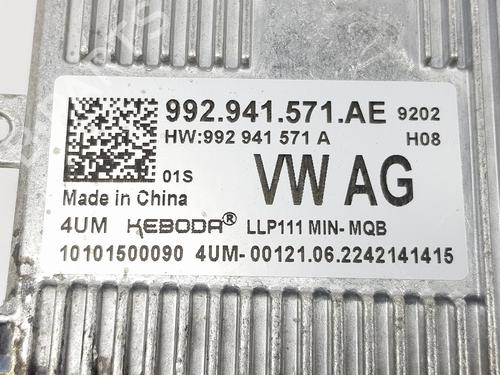 992.941.571.AE 9202
HW:992 941 571 A H08
01S VW AG
Made in China
4UM KEBODA® LLP111 MIN- MQB
10101500090 4UM- 00121.06.2242141415